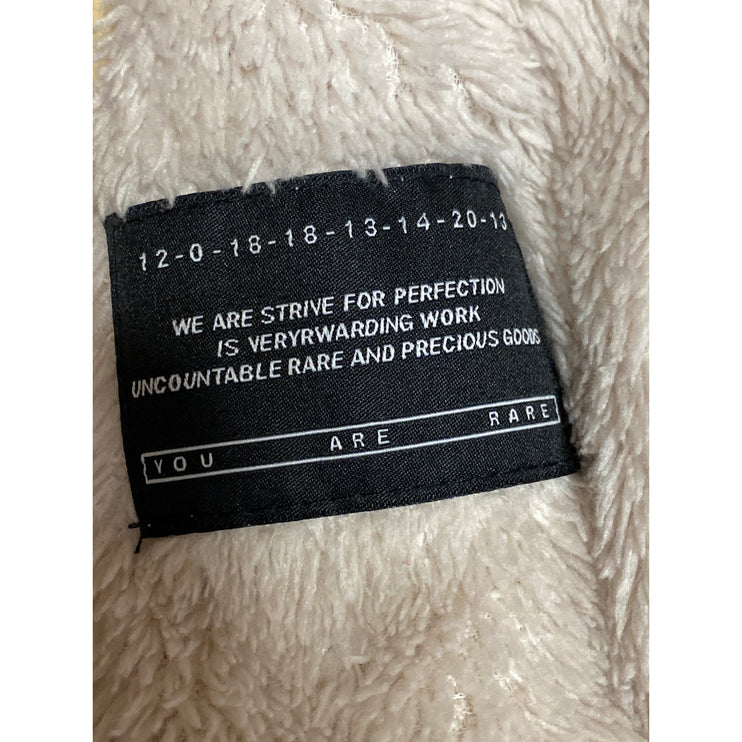 12-0-18-18-13-14-20-13
WE ARE STRIVE FOR PERFECTION
IS VERYRWARDING WORK
UNCOUNTABLE RARE AND PRECIOUS GOODS
YOU ARE RARE